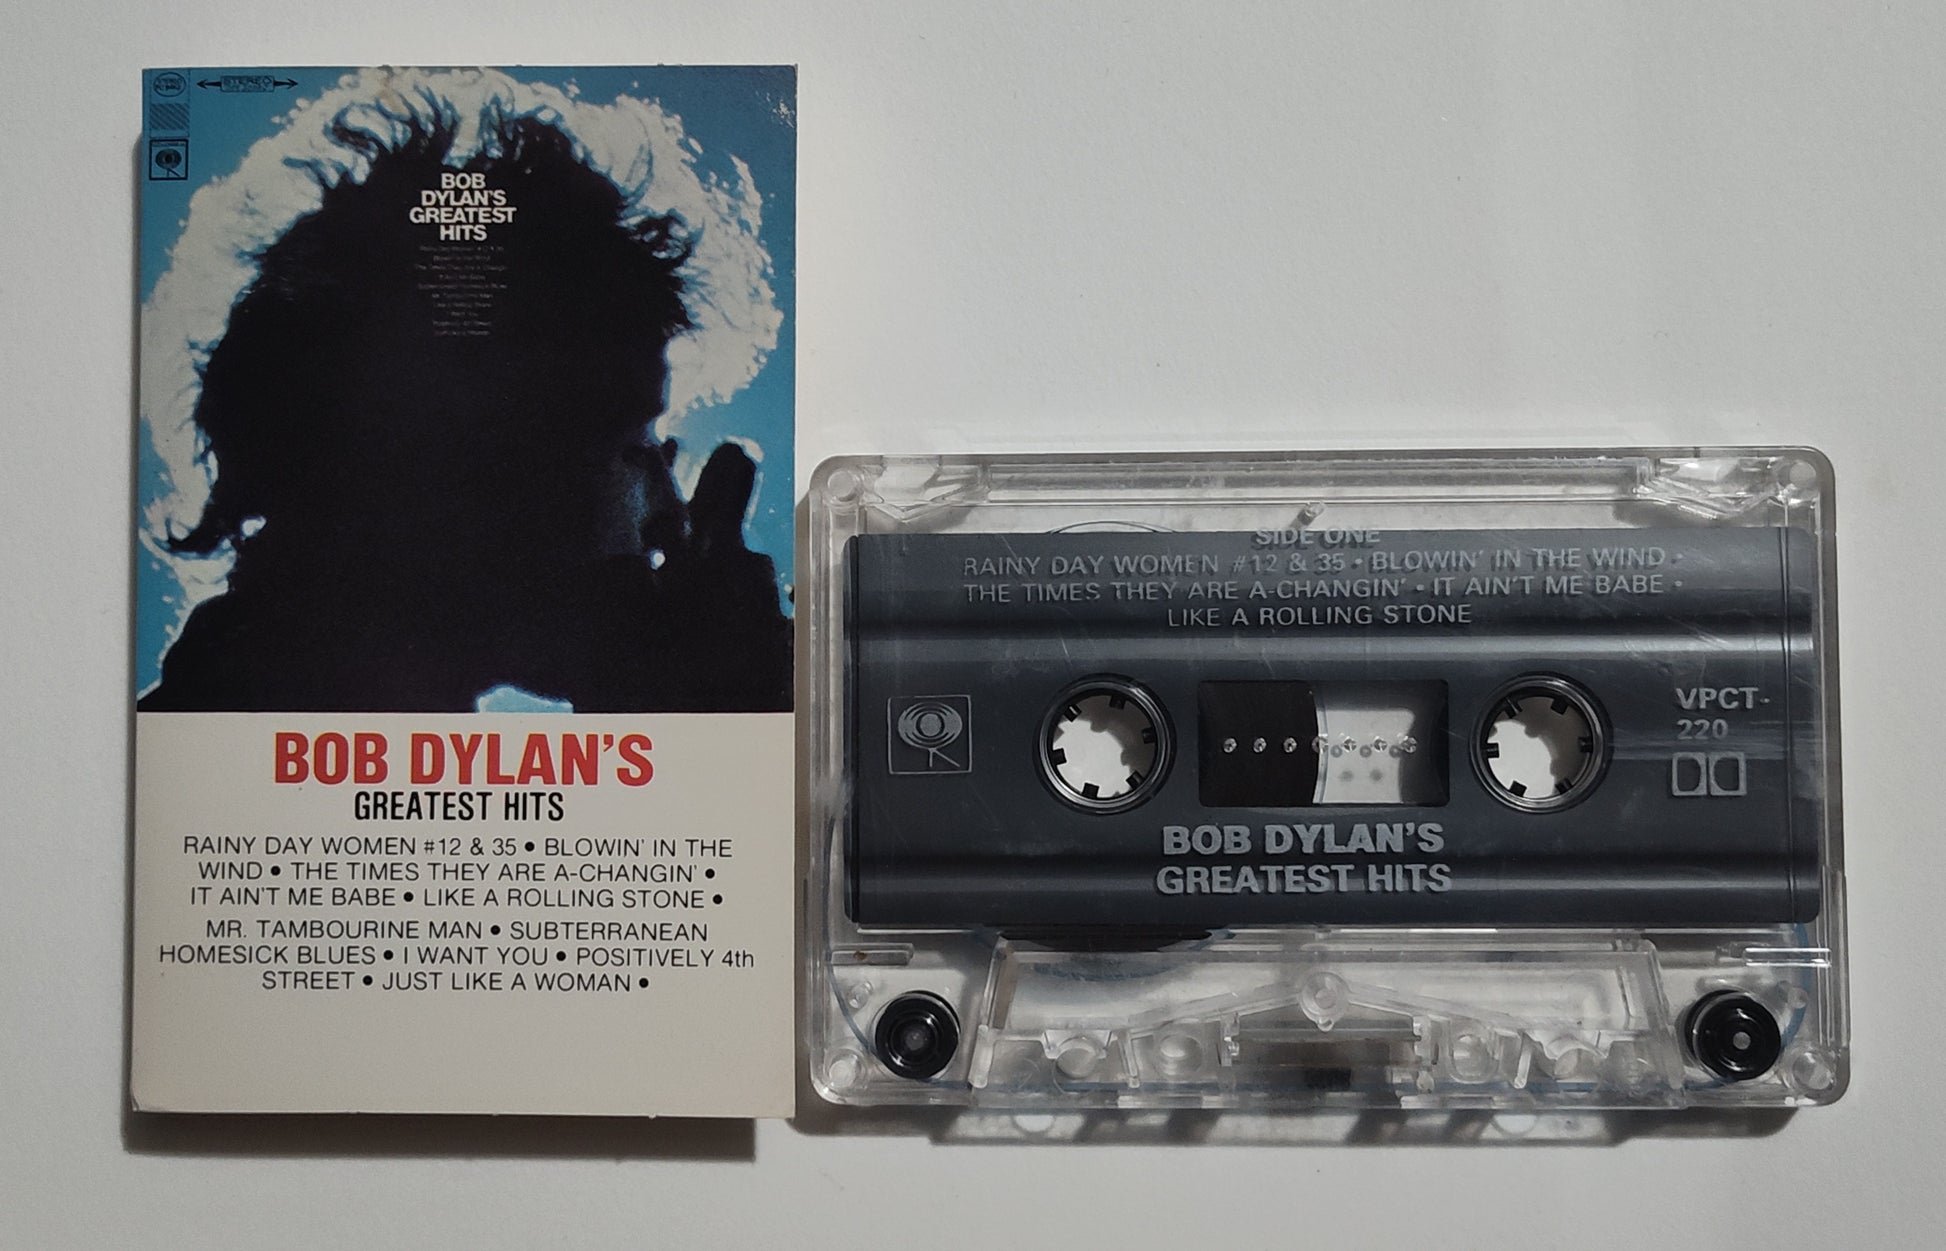 STEREO
BOB
DYLAN'S
GREATEST
HITS
BOB DYLAN'S
GREATEST HITS
RAINY DAY WOMEN #12 & 35 • BLOWIN' IN THE
WIND • THE TIMES THEY ARE A-CHANGIN' •
IT AIN'T ME BABE • LIKE A ROLLING STONE •
MR. TAMBOURINE MAN • SUBTERRANEAN
HOMESICK BLUES • I WANT YOU • POSITIVELY 4th
STREET • JUST LIKE A WOMAN •
SIDE ONE
RAINY DAY WOMEN #12 & 35 • BLOWIN' IN THE WIND •
THE TIMES THEY ARE A-CHANGIN' • IT AIN'T ME BABE •
LIKE A ROLLING STONE
VPCT-
220
BOB DYLAN'S
GREATEST HITS